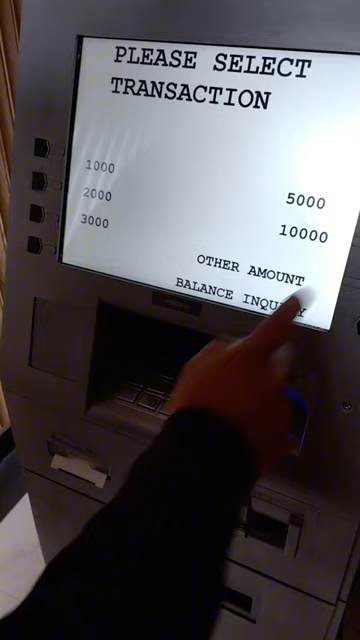 PLEASE SELECT
TRANSACTION
1000
2000
3000
5000
10000
OTHER AMOUNT
BALANCE INQUIRY